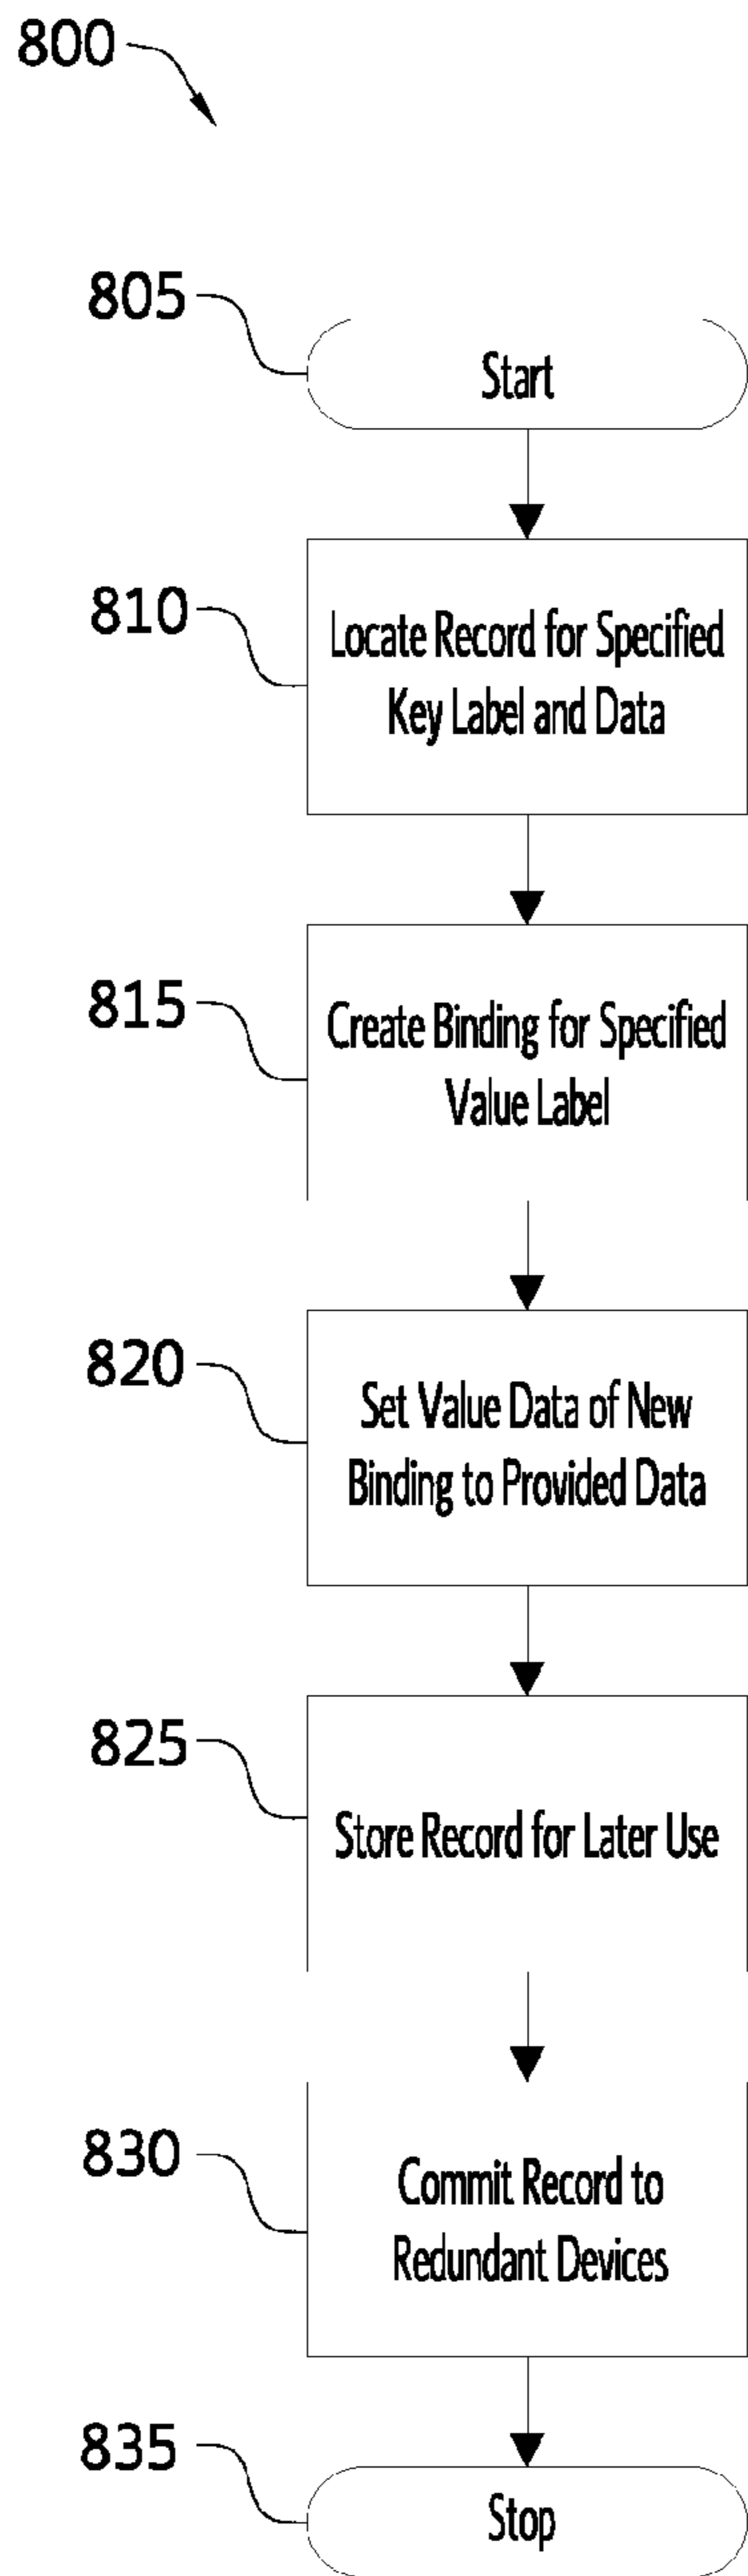 800
805
Start
810
Locate Record for Specified
Key Label and Data
815
Create Binding for Specified
Value Label
820
Set Value Data of New
Binding to Provided Data
825
Store Record for Later Use
830
Commit Record to
Redundant Devices
835
Stop